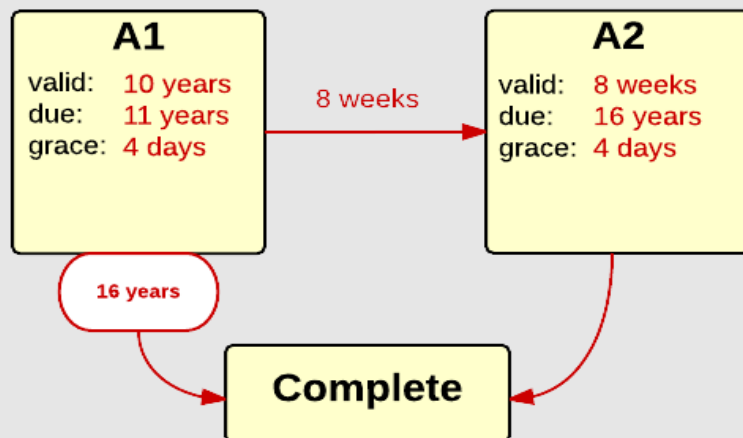 A1
valid: 10 years
due: 11 years
grace: 4 days
8 weeks
A2
valid: 8 weeks
due: 16 years
grace: 4 days
16 years
Complete